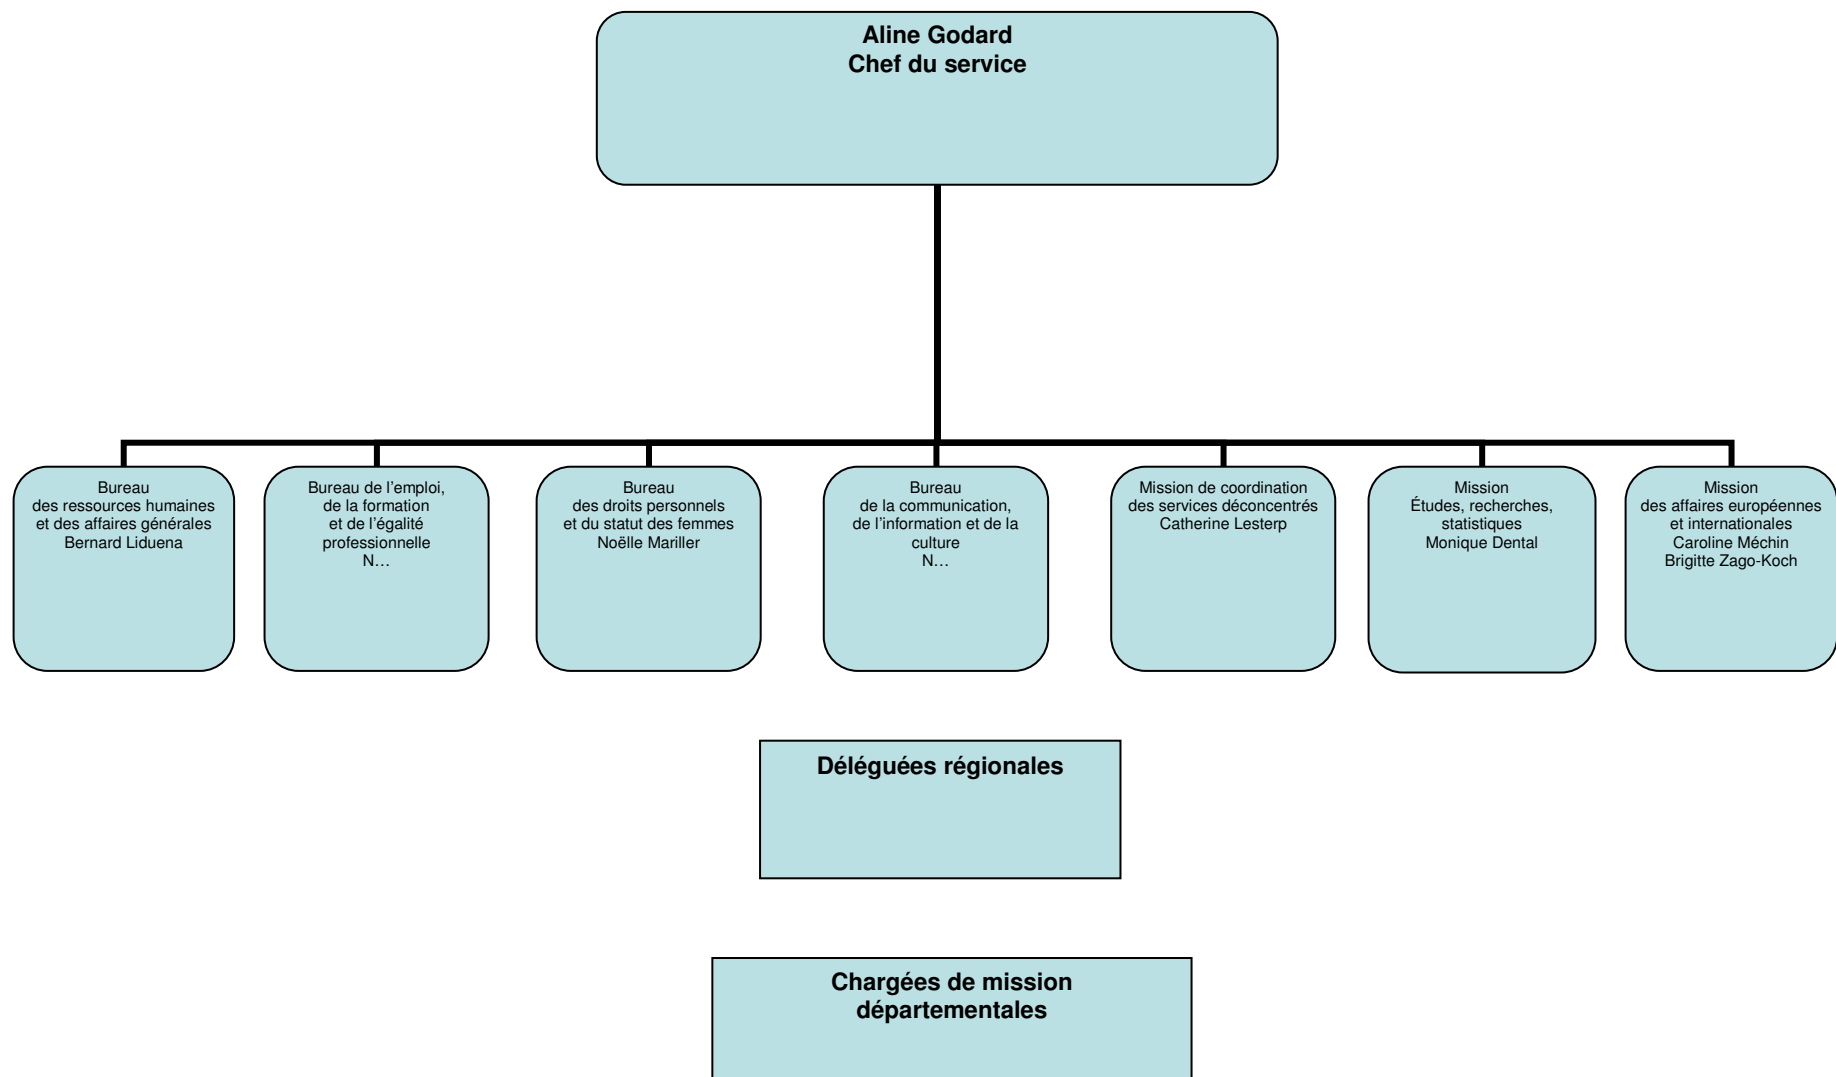 Aline Godard
Chef du service
Bureau
des ressources humaines
et des affaires générales
Bernard Liduena
Bureau de l’emploi,
de la formation
et de l’égalité
professionnelle
N…
Bureau
des droits personnels
et du statut des femmes
Noëlle Mariller
Bureau
de la communication,
de l’information et de la
culture
N…
Mission de coordination
des services déconcentrés
Catherine Lesterp
Mission
Études, recherches,
statistiques
Monique Dental
Mission
des affaires européennes
et internationales
Caroline Méchin
Brigitte Zago-Koch
Déléguées régionales
Chargées de mission
départementales